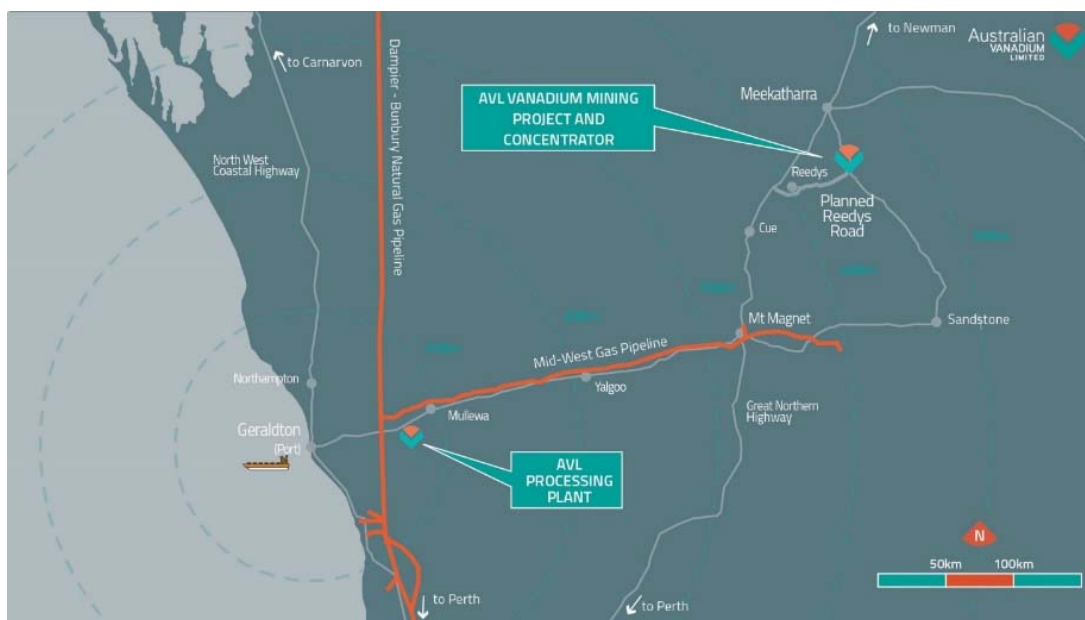 to Newman
Australian
VANADIUM
LIMITED
to Carnarvon
Dampier - Bunbury Natural Gas Pipeline
Meekatharra
AVL VANADIUM MINING
PROJECT AND
CONCENTRATOR
North West
Coastal Highway
Reedys
Planned
Reedys
Road
Cue
Mt Magnet
Sandstone
Mid-West Gas Pipeline
Northampton
Yalgoo
Mullewa
Great Northern
Highway
Geraldton
(Port)
AVL
PROCESSING
PLANT
N
50km
100km
to Perth
to Perth